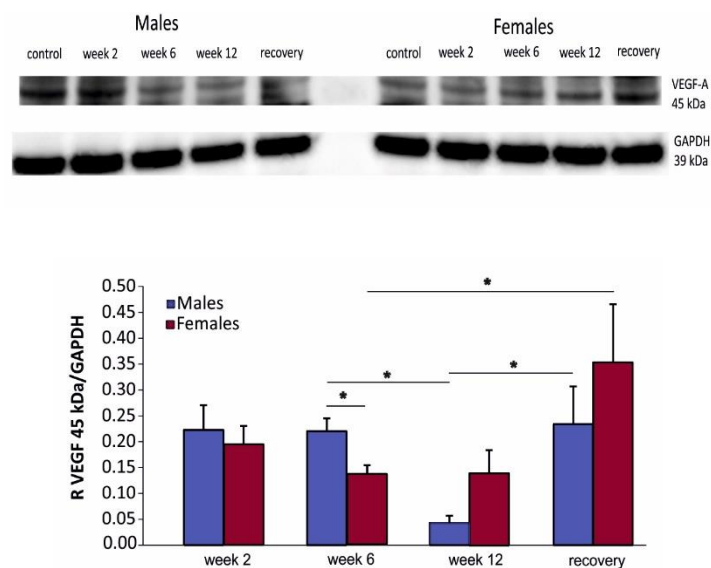 Males Females
control week 2 week 6 week 12 recovery control week 2 week 6 week 12 recovery
VEGF-A
45 kDa
GAPDH
39 kDa
0.50
0.45
0.40
0.35
0.30
0.25
0.20
0.15
0.10
0.05
0.00
R VEGF 45 kDa/GAPDH
Males
Females
*
*
*
*
week 2 week 6 week 12 recovery